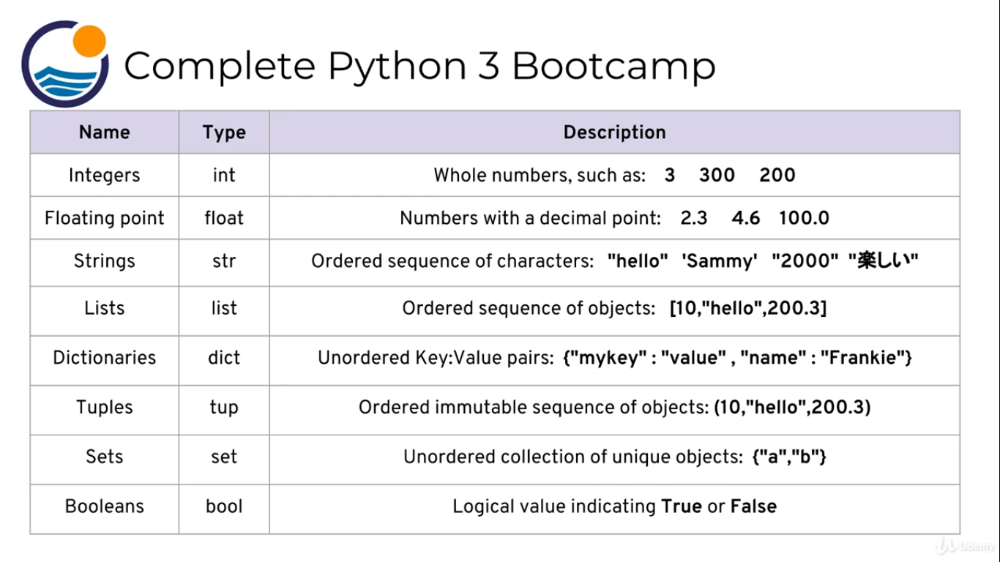 Complete Python 3 Bootcamp
Name Type Description
Integers int Whole numbers, such as: 3 300 200
Floating point float Numbers with a decimal point: 2.3 4.6 100.0
Strings str Ordered sequence of characters: "hello" 'Sammy' "2000" "楽しい"
Lists list Ordered sequence of objects: [10,"hello",200.3]
Dictionaries dict Unordered Key:Value pairs: {"mykey" : "value" , "name" : "Frankie"}
Tuples tup Ordered immutable sequence of objects: (10,"hello",200.3)
Sets set Unordered collection of unique objects: {"a","b"}
Booleans bool Logical value indicating True or False
Udemy